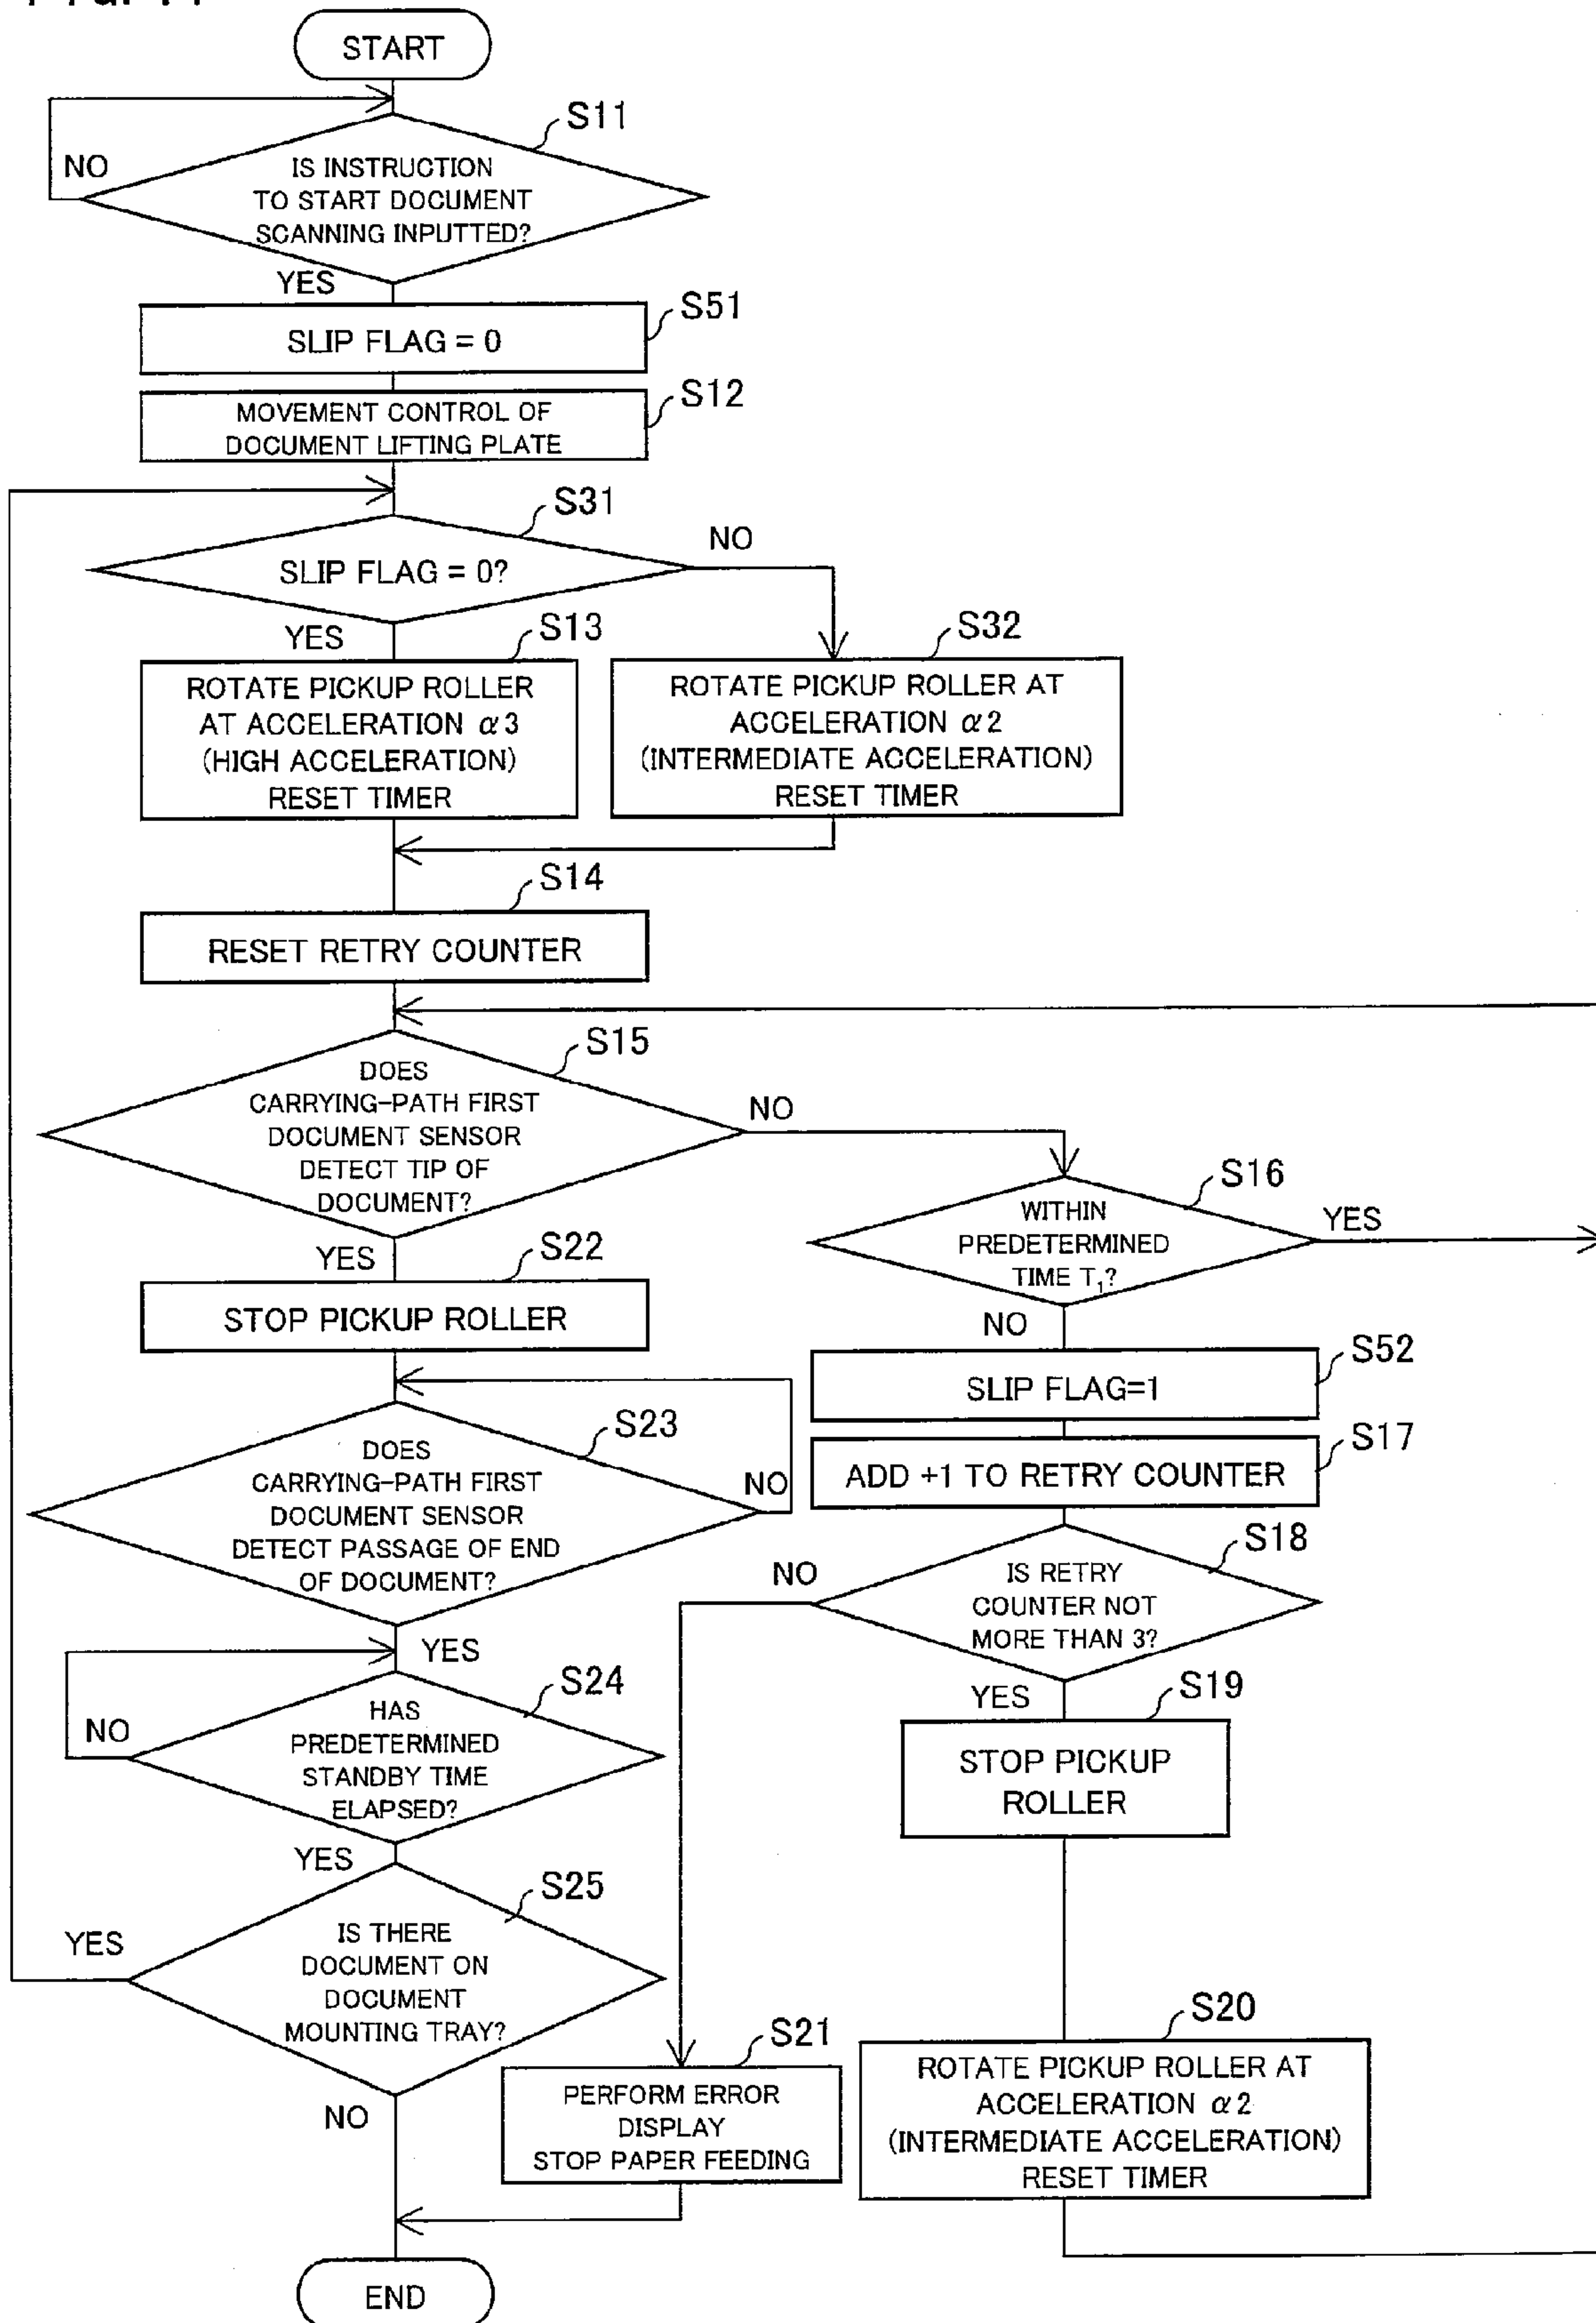 START
S11
NO
IS INSTRUCTION
TO START DOCUMENT
SCANNING INPUTTED?
YES
S51
SLIP FLAG = 0
S12
MOVEMENT CONTROL OF
DOCUMENT LIFTING PLATE
S31
NO
SLIP FLAG = 0?
YES
S13
ROTATE PICKUP ROLLER
AT ACCELERATION α3
(HIGH ACCELERATION)
RESET TIMER
S32
ROTATE PICKUP ROLLER AT
ACCELERATION α2
(INTERMEDIATE ACCELERATION)
RESET TIMER
S14
RESET RETRY COUNTER
S15
DOES
CARRYING-PATH FIRST
DOCUMENT SENSOR
DETECT TIP OF
DOCUMENT?
NO
YES
S16
WITHIN
PREDETERMINED
TIME T₁?
YES
NO
S22
STOP PICKUP ROLLER
S52
SLIP FLAG=1
S23
DOES
CARRYING-PATH FIRST
DOCUMENT SENSOR
DETECT PASSAGE OF END
OF DOCUMENT?
NO
YES
S17
ADD +1 TO RETRY COUNTER
S18
NO
IS RETRY
COUNTER NOT
MORE THAN 3?
YES
S24
NO
HAS
PREDETERMINED
STANDBY TIME
ELAPSED?
YES
S19
STOP PICKUP
ROLLER
S25
YES
IS THERE
DOCUMENT ON
DOCUMENT
MOUNTING TRAY?
NO
S21
PERFORM ERROR
DISPLAY
STOP PAPER FEEDING
S20
ROTATE PICKUP ROLLER AT
ACCELERATION α2
(INTERMEDIATE ACCELERATION)
RESET TIMER
END